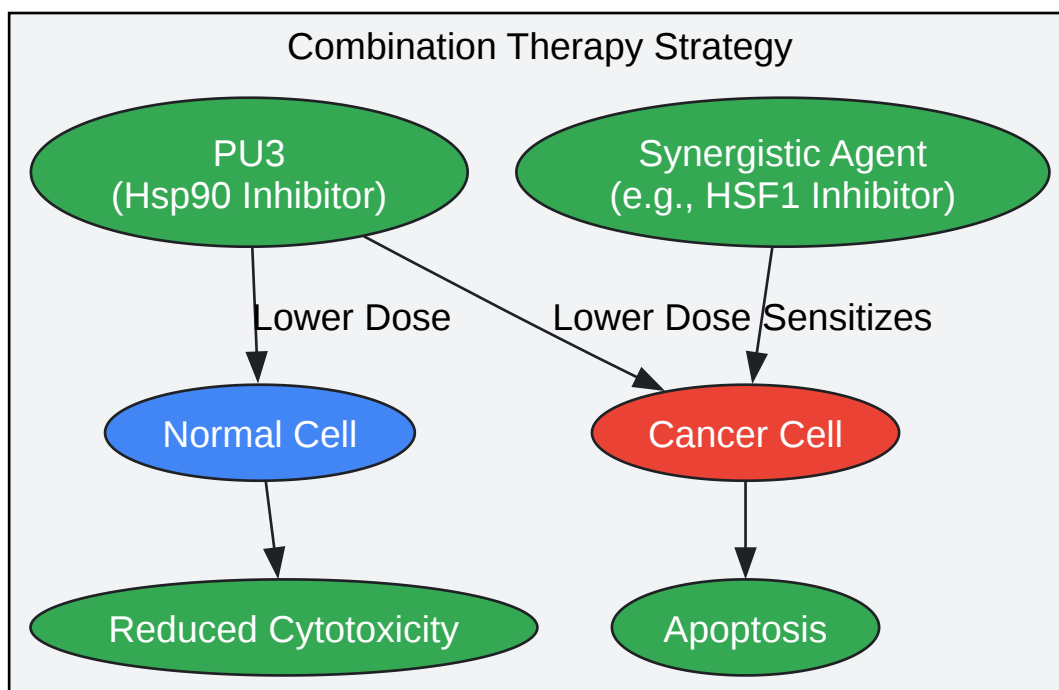 Combination Therapy Strategy
PU3
(Hsp90 Inhibitor)
Synergistic Agent
(e.g., HSF1 Inhibitor)
Lower Dose
Lower Dose
Sensitizes
Normal Cell
Cancer Cell
Reduced Cytotoxicity
Apoptosis